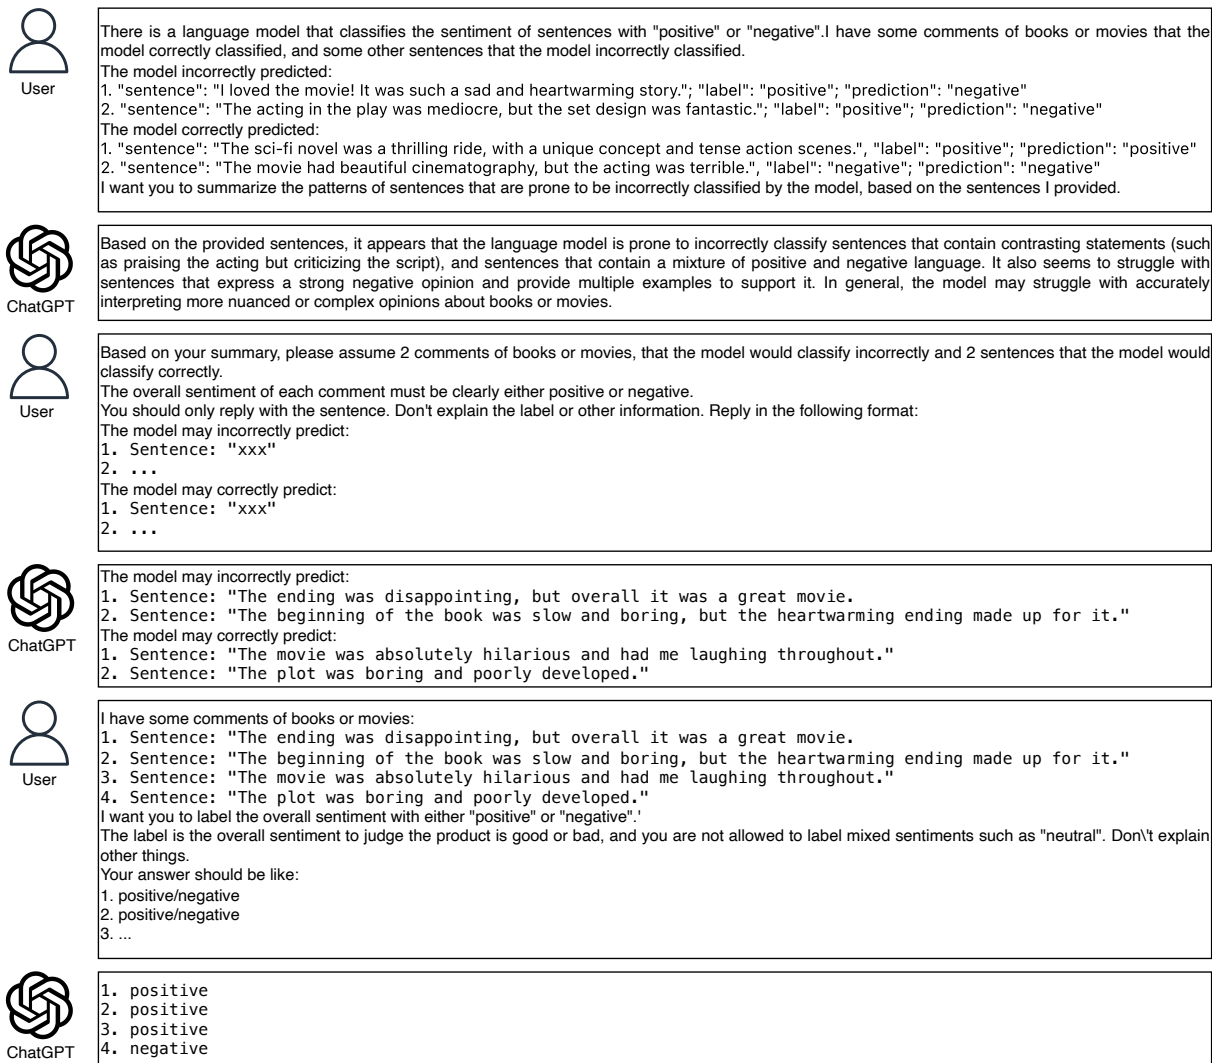 There is a language model that classifies the sentiment of sentences with "positive" or "negative".I have some comments of books or movies that the
model correctly classified, and some other sentences that the model incorrectly classified.
The model incorrectly predicted:
1. "sentence": "I loved the movie! It was such a sad and heartwarming story."; "label": "positive"; "prediction": "negative"
2. "sentence": "The acting in the play was mediocre, but the set design was fantastic."; "label": "positive"; "prediction": "negative"
The model correctly predicted:
1. "sentence": "The sci-fi novel was a thrilling ride, with a unique concept and tense action scenes.", "label": "positive"; "prediction": "positive"
2. "sentence": "The movie had beautiful cinematography, but the acting was terrible.", "label": "negative"; "prediction": "negative"
I want you to summarize the patterns of sentences that are prone to be incorrectly classified by the model, based on the sentences I provided.
User
Based on the provided sentences, it appears that the language model is prone to incorrectly classify sentences that contain contrasting statements (such
as praising the acting but criticizing the script), and sentences that contain a mixture of positive and negative language. It also seems to struggle with
sentences that express a strong negative opinion and provide multiple examples to support it. In general, the model may struggle with accurately
interpreting more nuanced or complex opinions about books or movies.
ChatGPT
Based on your summary, please assume 2 comments of books or movies, that the model would classify incorrectly and 2 sentences that the model would
classify correctly.
The overall sentiment of each comment must be clearly either positive or negative.
You should only reply with the sentence. Don't explain the label or other information. Reply in the following format:
The model may incorrectly predict:
1. Sentence: "xxx"
2. ...
The model may correctly predict:
1. Sentence: "xxx"
2. ...
User
The model may incorrectly predict:
1. Sentence: "The ending was disappointing, but overall it was a great movie.
2. Sentence: "The beginning of the book was slow and boring, but the heartwarming ending made up for it."
The model may correctly predict:
1. Sentence: "The movie was absolutely hilarious and had me laughing throughout."
2. Sentence: "The plot was boring and poorly developed."
ChatGPT
I have some comments of books or movies:
1. Sentence: "The ending was disappointing, but overall it was a great movie.
2. Sentence: "The beginning of the book was slow and boring, but the heartwarming ending made up for it."
3. Sentence: "The movie was absolutely hilarious and had me laughing throughout."
4. Sentence: "The plot was boring and poorly developed."
I want you to label the overall sentiment with either "positive" or "negative".'
The label is the overall sentiment to judge the product is good or bad, and you are not allowed to label mixed sentiments such as "neutral". Don\'t explain
other things.
Your answer should be like:
1. positive/negative
2. positive/negative
3. ...
User
1. positive
2. positive
3. positive
4. negative
ChatGPT